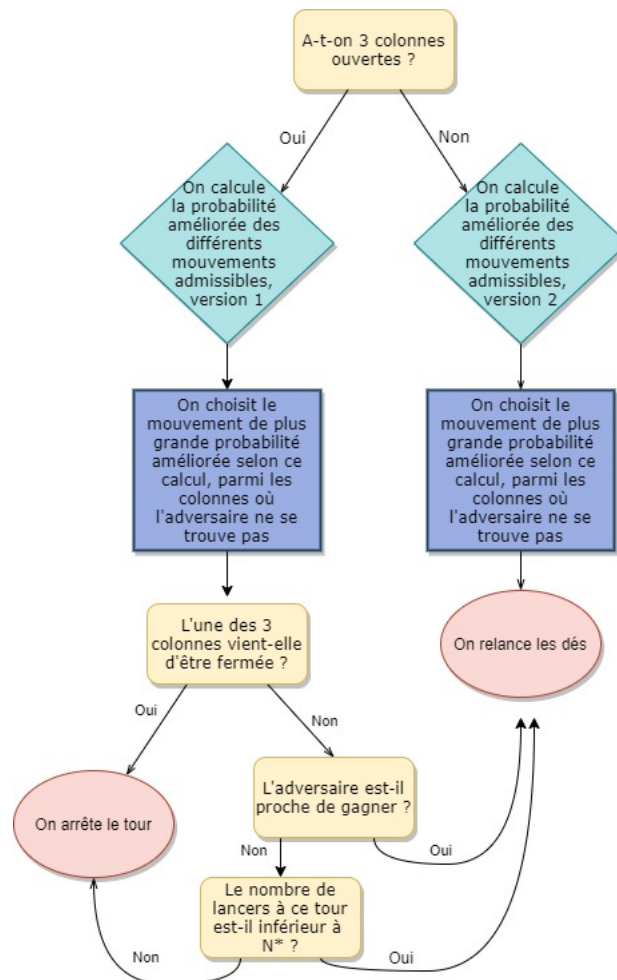 A-t-on 3 colonnes
ouvertes ?
Oui
Non
On calcule
la probabilité
améliorée des
différents
mouvements
admissibles,
version 1
On calcule
la probabilité
améliorée des
différents
mouvements
admissibles,
version 2
On choisit le
mouvement de plus
grande probabilité
améliorée selon ce
calcul, parmi les
colonnes où
l'adversaire ne se
trouve pas
On choisit le
mouvement de plus
grande probabilité
améliorée selon ce
calcul, parmi les
colonnes où
l'adversaire ne se
trouve pas
L'une des 3
colonnes vient-elle
d'être fermée ?
On relance les dés
Oui
Non
On arrête le tour
L'adversaire est-il
proche de gagner ?
Non
Oui
Le nombre de
lancers à ce tour
est-il inférieur à
N* ?
Non
Oui